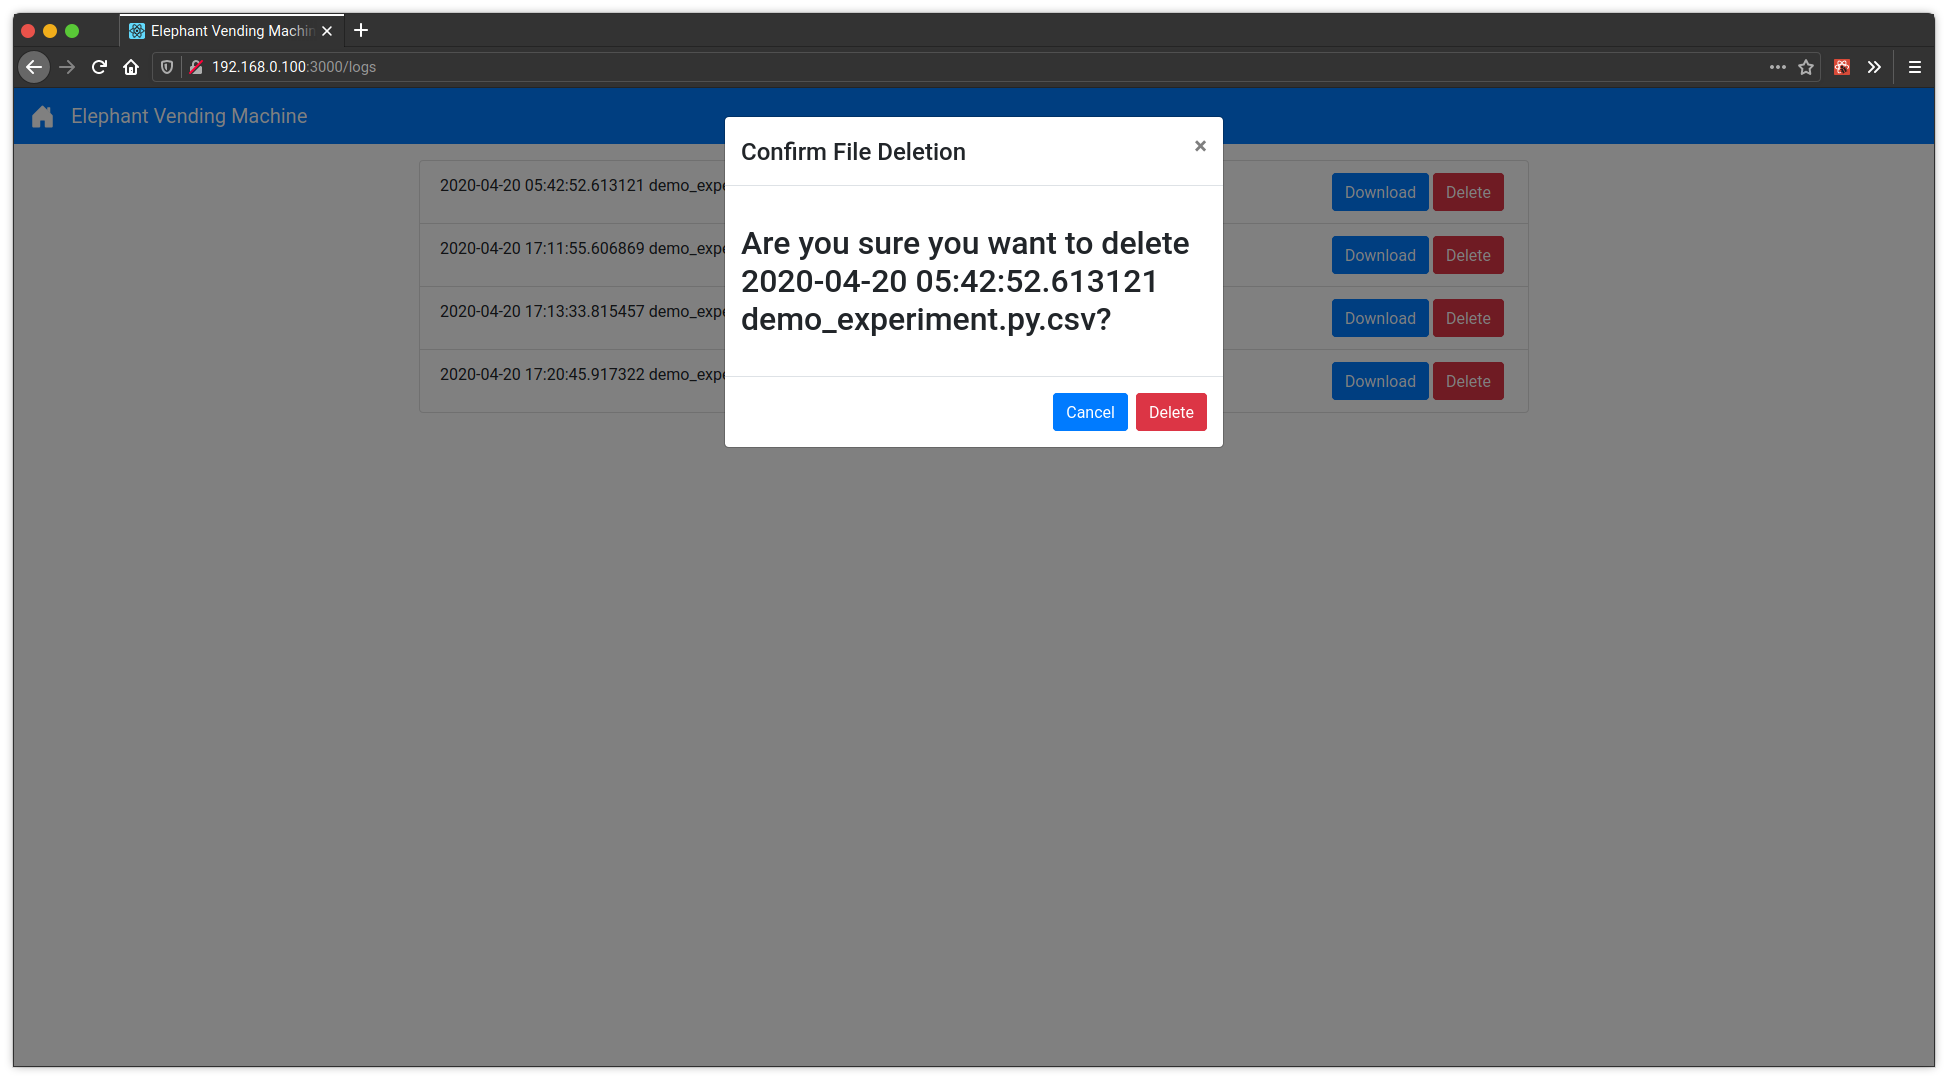 Elephant Vending Machin
192.168.0.100:3000/logs
Elephant Vending Machine
Confirm File Deletion ×
Are you sure you want to delete
2020-04-20 05:42:52.613121
demo_experiment.py.csv?
Cancel Delete
2020-04-20 05:42:52.613121 demo_expe Download Delete
2020-04-20 17:11:55.606869 demo_expe Download Delete
2020-04-20 17:13:33.815457 demo_expe Download Delete
2020-04-20 17:20:45.917322 demo_expe Download Delete